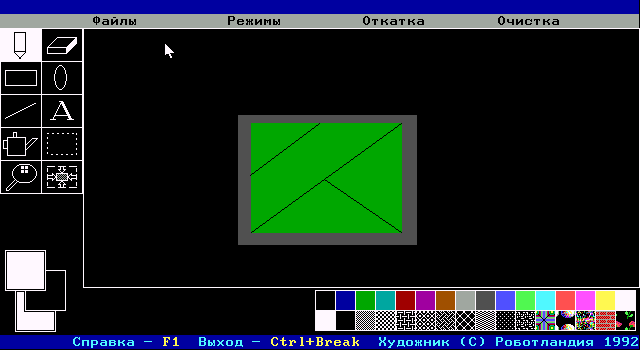 Файлы Режимы Откатка Очистка
A
Справка – F1 Выход – Ctrl+Break Художник (C) Роботландия 1992